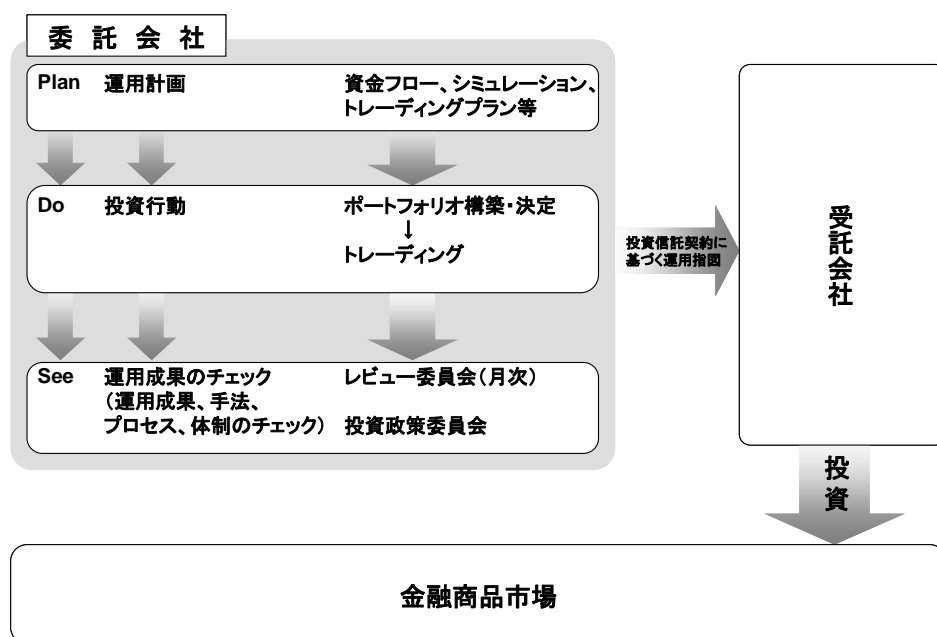 委託会社
Plan 運用計画 資金フロー、シミュレーション、
トレーディングプラン等
Do 投資行動 ポートフォリオ構築・決定
↓
トレーディング
See 運用成果のチェック レビュー委員会（月次）
（運用成果、手法、
プロセス、体制のチェック） 投資政策委員会
投資信託契約に
基づく運用指図
受託会社
投資
金融商品市場